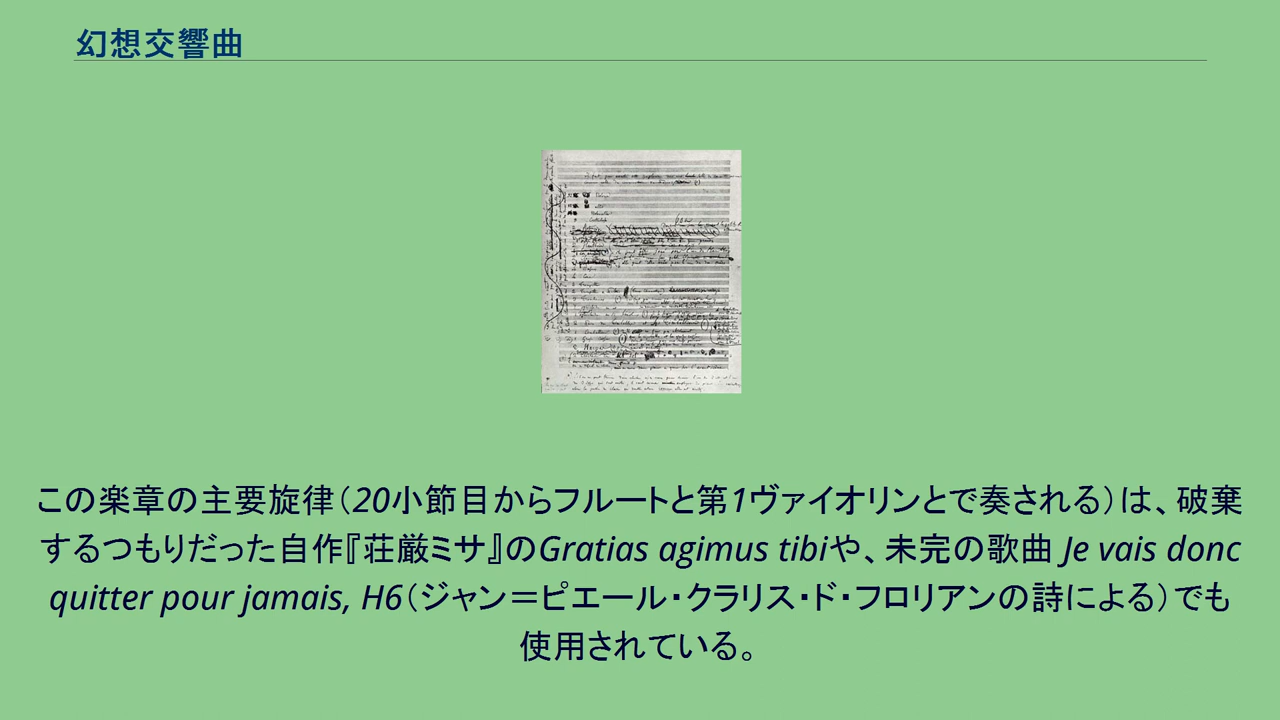 幻想交響曲
この楽章の主要旋律（20小節目からフルートと第1ヴァイオリンとで奏される）は、破棄
するつもりだった自作『荘厳ミサ』のGratias agimus tibiや、未完の歌曲 Je vais donc
quitter pour jamais, H6（ジャン＝ピエール・クラリス・ド・フロリアンの詩による）でも
使用されている。